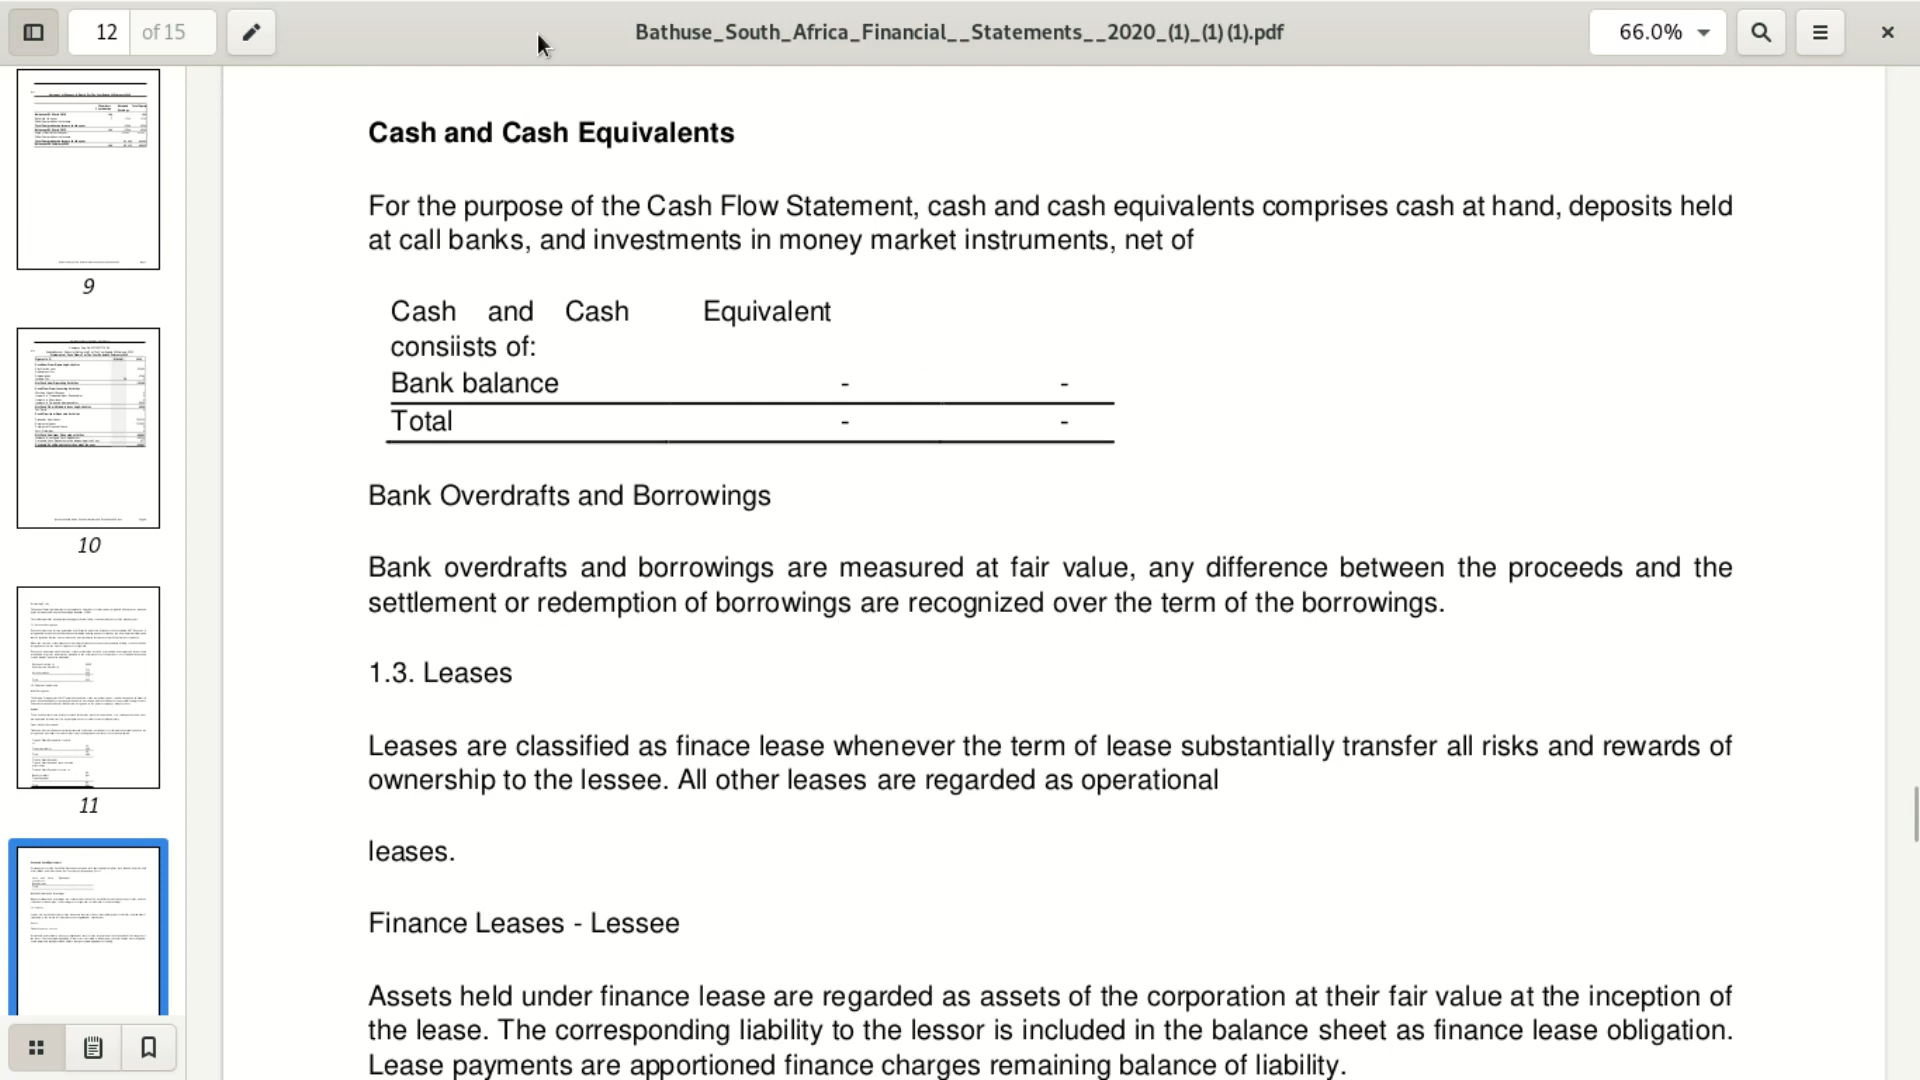 12 of 15
Bathuse_South_Africa_Financial__Statements__2020_(1)_(1) (1).pdf
66.0%
9
10
11
Cash and Cash Equivalents
For the purpose of the Cash Flow Statement, cash and cash equivalents comprises cash at hand, deposits held
at call banks, and investments in money market instruments, net of
Cash and Cash Equivalent
consiists of:
Bank balance - -
Total - -
Bank Overdrafts and Borrowings
Bank overdrafts and borrowings are measured at fair value, any difference between the proceeds and the
settlement or redemption of borrowings are recognized over the term of the borrowings.
1.3. Leases
Leases are classified as finace lease whenever the term of lease substantially transfer all risks and rewards of
ownership to the lessee. All other leases are regarded as operational
leases.
Finance Leases - Lessee
Assets held under finance lease are regarded as assets of the corporation at their fair value at the inception of
the lease. The corresponding liability to the lessor is included in the balance sheet as finance lease obligation.
Lease payments are apportioned finance charges remaining balance of liability.